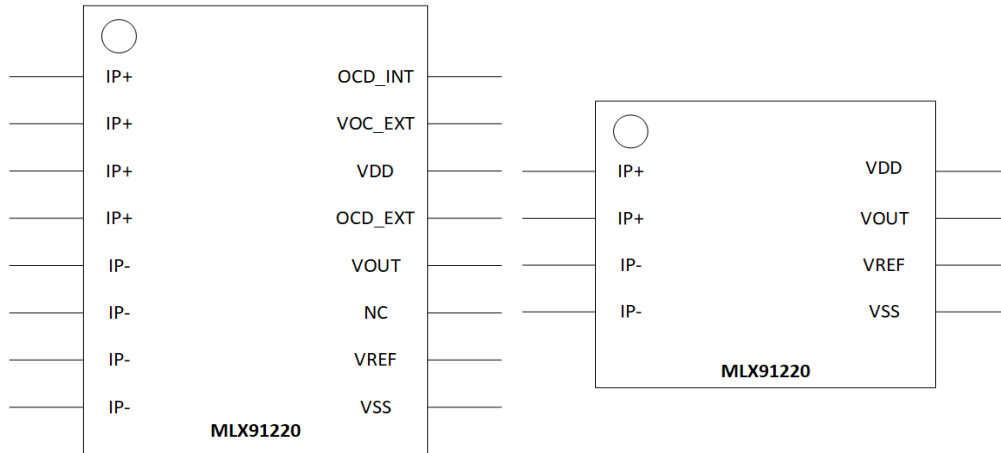 IP+ OCD_INT
IP+ VOC_EXT
IP+ VDD
IP+ OCD_EXT
IP- VOUT
IP- NC
IP- VREF
IP- VSS
MLX91220
IP+ VDD
IP+ VOUT
IP- VREF
IP- VSS
MLX91220